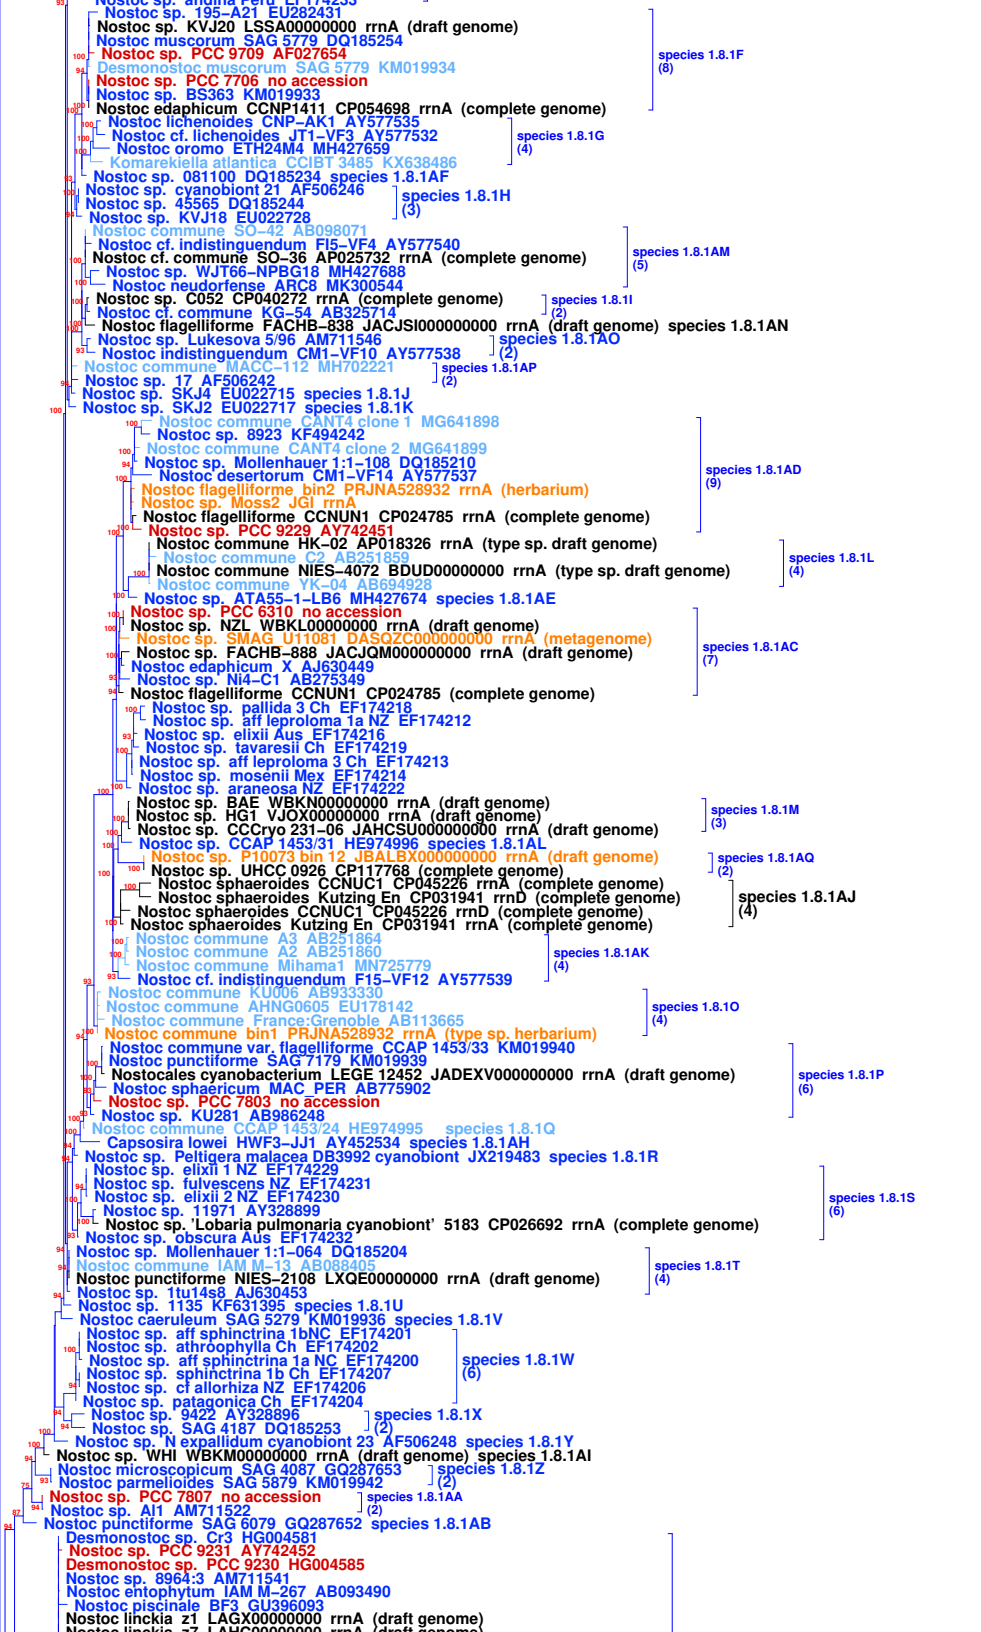 Nostoc sp. andina Peru EF174233
Nostoc sp. 195−A21 EU282431
Nostoc sp. KVJ20 LSSA00000000 rrnA (draft genome)
Nostoc muscorum SAG 5779 DQ185254
Nostoc sp. PCC 9709 AF027654
species 1.8.1F
(8)
Desmonostoc muscorum SAG 5779 KM019934
Nostoc sp. PCC 7706 no accession
Nostoc sp. BS363 KM019933
Nostoc edaphicum CCNP1411 CP054698 rrnA (complete genome)
Nostoc lichenoides CNP−AK1 AY577535
Nostoc cf. lichenoides JT1−VF3 AY577532
species 1.8.1G
(4)
Nostoc oromo ETH24M4 MH427659
Komarekiella atlantica CCIBT 3485 KX638486
Nostoc sp. 081100 DQ185234 species 1.8.1AF
Nostoc sp. cyanobiont 21 AF506246
species 1.8.1H
(3)
Nostoc sp. 45565 DQ185244
Nostoc sp. KVJ18 EU022728
Nostoc commune SO−42 AB098071
Nostoc cf. indistinguendum FI5−VF4 AY577540
species 1.8.1AM
(5)
Nostoc cf. commune SO−36 AP025732 rrnA (complete genome)
Nostoc sp. WJT66−NPBG18 MH427688
Nostoc neudorfense ARC8 MK300544
Nostoc sp. C052 CP040272 rrnA (complete genome)
species 1.8.1I
(2)
Nostoc cf. commune KG−54 AB325714
Nostoc flagelliforme FACHB−838 JACJSI000000000 rrnA (draft genome) species 1.8.1AN
Nostoc sp. Lukesova 5/96 AM711546
species 1.8.1AO
(2)
Nostoc indistinguendum CM1−VF10 AY577538
Nostoc commune MACC−112 MH702221
species 1.8.1AP
(2)
Nostoc sp. 17 AF506242
Nostoc sp. SKJ4 EU022715 species 1.8.1J
Nostoc sp. SKJ2 EU022717 species 1.8.1K
Nostoc commune CANT4 clone 1 MG641898
Nostoc sp. 8923 KF494242
Nostoc commune CANT4 clone 2 MG641899
Nostoc sp. Mollenhauer 1:1−108 DQ185210
species 1.8.1AD
(9)
Nostoc desertorum CM1−VF14 AY577537
Nostoc flagelliforme bin2 PRJNA528932 rrnA (herbarium)
Nostoc sp. Moss2 JGI rrnA
Nostoc flagelliforme CCNUN1 CP024785 rrnA (complete genome)
Nostoc sp. PCC 9229 AY742451
Nostoc commune HK−02 AP018326 rrnA (type sp. draft genome)
Nostoc commune C2 AB251859
species 1.8.1L
(4)
Nostoc commune NIES−4072 BDUD00000000 rrnA (type sp. draft genome)
Nostoc commune YK−04 AB694928
Nostoc sp. ATA55−1−LB6 MH427674 species 1.8.1AE
Nostoc sp. PCC 6310 no accession
Nostoc sp. NZL WBKL00000000 rrnA (draft genome)
Nostoc sp. SMAG_U11081 DASQZC000000000 rrnA (metagenome)
species 1.8.1AC
(7)
Nostoc sp. FACHB−888 JACJQM000000000 rrnA (draft genome)
Nostoc edaphicum X AJ630449
Nostoc sp. Ni4−C1 AB275349
Nostoc flagelliforme CCNUN1 CP024785 (complete genome)
Nostoc sp. pallida 3 Ch EF174218
Nostoc sp. aff leproloma 1a NZ EF174212
Nostoc sp. elixii Aus EF174216
Nostoc sp. tavaresii Ch EF174219
Nostoc sp. aff leproloma 3 Ch EF174213
Nostoc sp. mosenii Mex EF174214
Nostoc sp. araneosa NZ EF174222
Nostoc sp. BAE WBKN00000000 rrnA (draft genome)
species 1.8.1M
(3)
Nostoc sp. HG1 VJOX00000000 rrnA (draft genome)
Nostoc sp. CCCryo 231−06 JAHCSU000000000 rrnA (draft genome)
Nostoc sp. CCAP 1453/31 HE974996 species 1.8.1AL
Nostoc sp. P10073 bin 12 JBALBX000000000 rrnA (draft genome)
species 1.8.1AQ
(2)
Nostoc sp. UHCC 0926 CP117768 (complete genome)
Nostoc sphaeroides CCNUC1 CP045226 rrnA (complete genome)
Nostoc sphaeroides Kutzing En CP031941 rrnD (complete genome)
species 1.8.1AJ
(4)
Nostoc sphaeroides CCNUC1 CP045226 rrnD (complete genome)
Nostoc sphaeroides Kutzing En CP031941 rrnA (complete genome)
Nostoc commune A3 AB251864
Nostoc commune A2 AB251860
species 1.8.1AK
(4)
Nostoc commune Mihama1 MN725779
Nostoc cf. indistinguendum F15−VF12 AY577539
Nostoc commune KU006 AB933330
Nostoc commune AHNG0605 EU178142
species 1.8.1O
(4)
Nostoc commune France:Grenoble AB113665
Nostoc commune bin1 PRJNA528932 rrnA (type sp. herbarium)
Nostoc commune var. flagelliforme CCAP 1453/33 KM019940
Nostoc punctiforme SAG 7179 KM019939
Nostocales cyanobacterium LEGE 12452 JADEXV000000000 rrnA (draft genome)
species 1.8.1P
(6)
Nostoc sphaericum MAC_PER AB775902
Nostoc sp. PCC 7803 no accession
Nostoc sp. KU281 AB986248
Nostoc commune CCAP 1453/24 HE974995 species 1.8.1Q
Capsosira lowei HWF3−JJ1 AY452534 species 1.8.1AH
Nostoc sp. Peltigera malacea DB3992 cyanobiont JX219483 species 1.8.1R
Nostoc sp. elixii 1 NZ EF174229
Nostoc sp. fulvescens NZ EF174231
Nostoc sp. elixii 2 NZ EF174230
species 1.8.1S
(6)
Nostoc sp. 11971 AY328899
Nostoc sp. 'Lobaria pulmonaria cyanobiont' 5183 CP026692 rrnA (complete genome)
Nostoc sp. obscura Aus EF174232
Nostoc sp. Mollenhauer 1:1−064 DQ185204
Nostoc commune IAM M−13 AB088405
species 1.8.1T
(4)
Nostoc punctiforme NIES−2108 LXQE00000000 rrnA (draft genome)
Nostoc sp. 1tu14s8 AJ630453
Nostoc sp. 1135 KF631395 species 1.8.1U
Nostoc caeruleum SAG 5279 KM019936 species 1.8.1V
Nostoc sp. aff sphinctrina 1bNC EF174201
Nostoc sp. athroophylla Ch EF174202
Nostoc sp. aff sphinctrina 1a NC EF174200
species 1.8.1W
(6)
Nostoc sp. sphinctrina 1b Ch EF174207
Nostoc sp. cf allorhiza NZ EF174206
Nostoc sp. patagonica Ch EF174204
Nostoc sp. 9422 AY328896
species 1.8.1X
(2)
Nostoc sp. SAG 4187 DQ185253
Nostoc sp. N expallidum cyanobiont 23 AF506248 species 1.8.1Y
Nostoc sp. WHI WBKM00000000 rrnA (draft genome) species 1.8.1AI
Nostoc microscopicum SAG 4087 GQ287653
species 1.8.1Z
(2)
Nostoc parmelioides SAG 5879 KM019942
Nostoc sp. PCC 7807 no accession
species 1.8.1AA
(2)
Nostoc sp. Al1 AM711522
Nostoc punctiforme SAG 6079 GQ287652 species 1.8.1AB
Desmonostoc sp. Cr3 HG004581
Nostoc sp. PCC 9231 AY742452
Desmonostoc sp. PCC 9230 HG004585
Nostoc sp. 8964:3 AM711541
Nostoc entophytum IAM M−267 AB093490
Nostoc piscinale BF3 GU396093
Nostoc linckia z1 LAGX00000000 rrnA (draft genome)
Nostoc linckia z7 LAHC00000000 rrnA (draft genome)